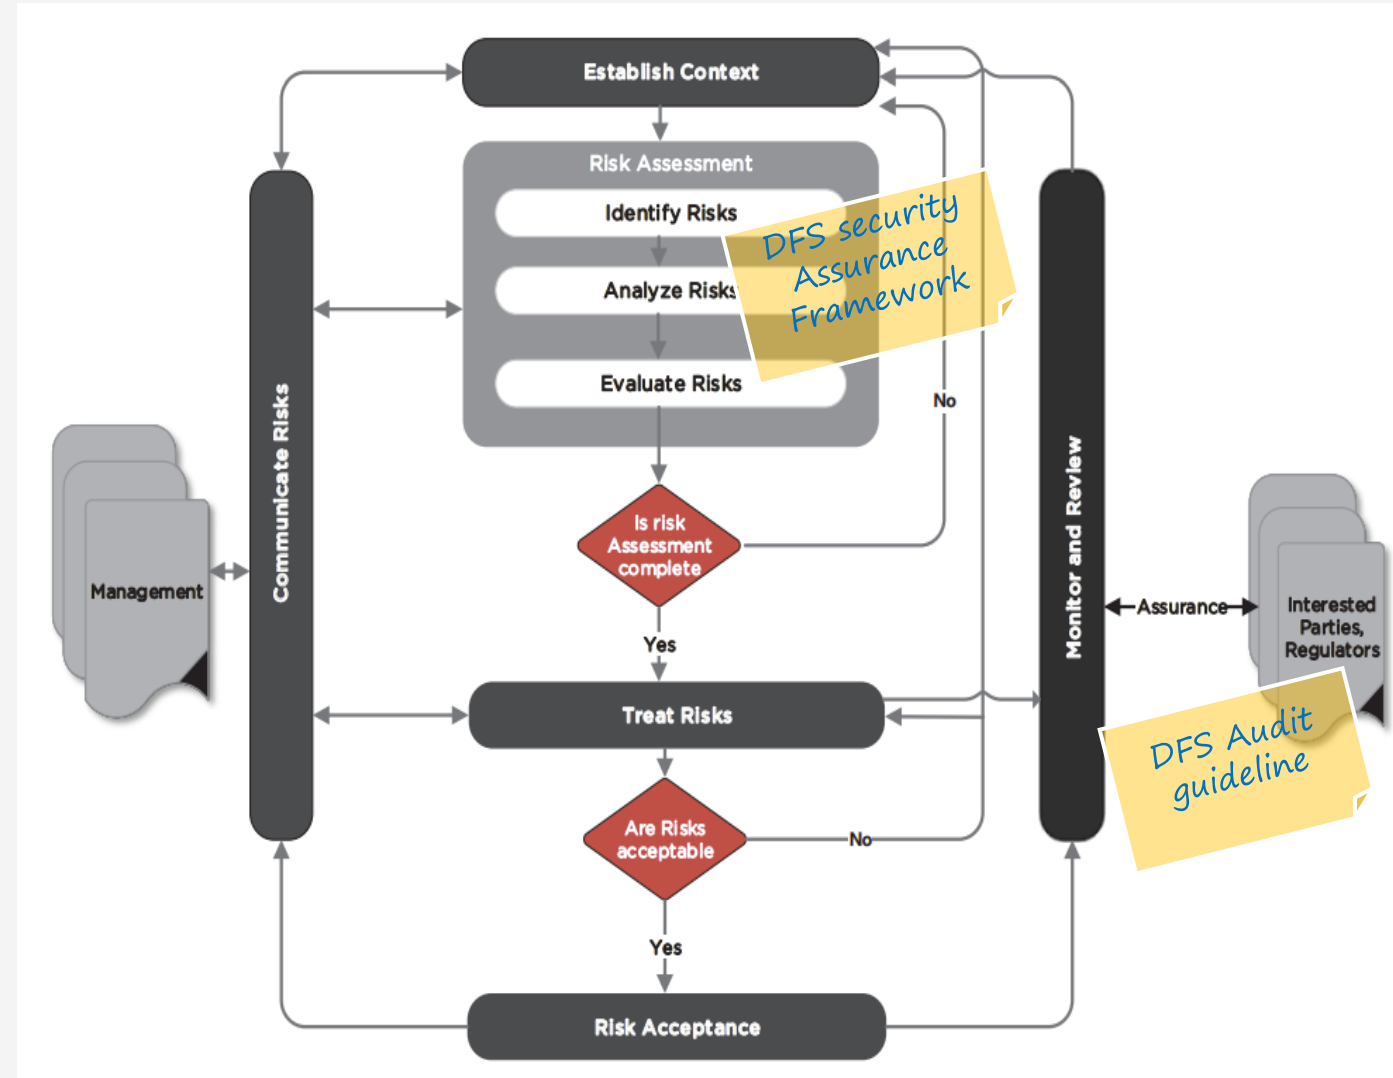 Establish Context
Risk Assessment
Identify Risks
Analyze Risks
Evaluate Risks
DFS security
Assurance
Framework
No
Communicate Risks
Management
Is risk
Assessment
complete
Yes
Monitor and Review
Assurance
Interested
Parties,
Regulators
DFS Audit
guideline
Treat Risks
Are Risks
acceptable
No
Yes
Risk Acceptance